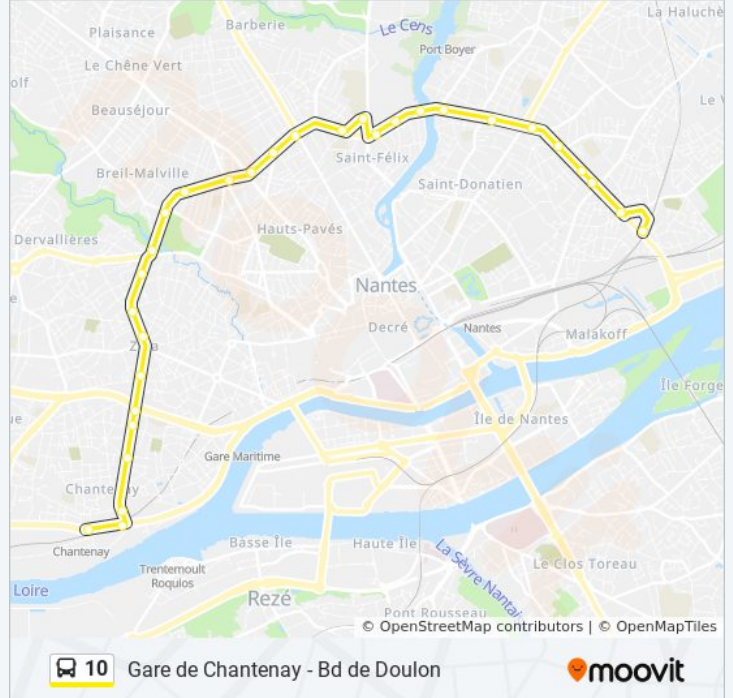 La Haluchè
Barberie
Plaisance
Le Cens
Port Boyer
Le Chêne Vert
olf
Le V
Beauséjour
Saint-Félix
Breil-Malville
Saint-Donatien
Hauts-Pavés
Dervallières
Nantes
e
Decré
Nantes
Malakoff
Île Forge
ue
Île de Nantes
Gare Maritime
Chantenay
Basse Île
Haute Île
Chantenay
La Sèvre Nantai
Le Clos Toreau
Trentemoult
Roquios
Loire
Rezé
Pont Rousseau
© OpenStreetMap contributors | © OpenMapTiles
10 Gare de Chantenay - Bd de Doulon moovit